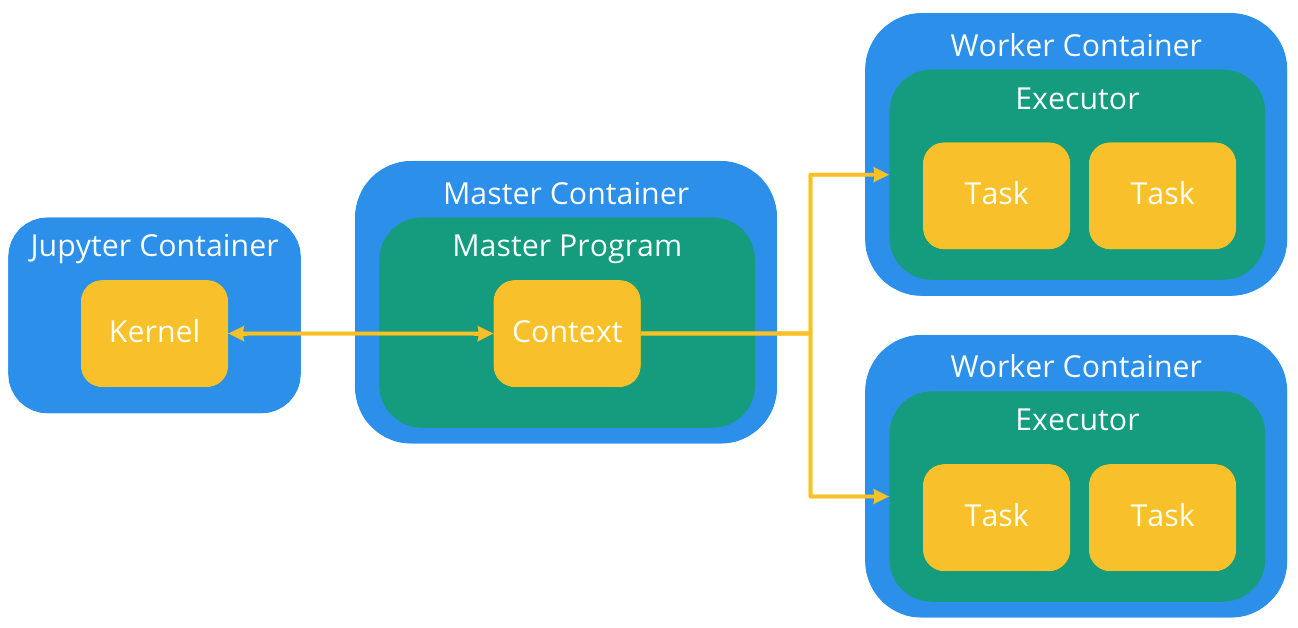 Jupyter Container
Kernel
Master Container
Master Program
Context
Worker Container
Executor
Task
Task
Worker Container
Executor
Task
Task